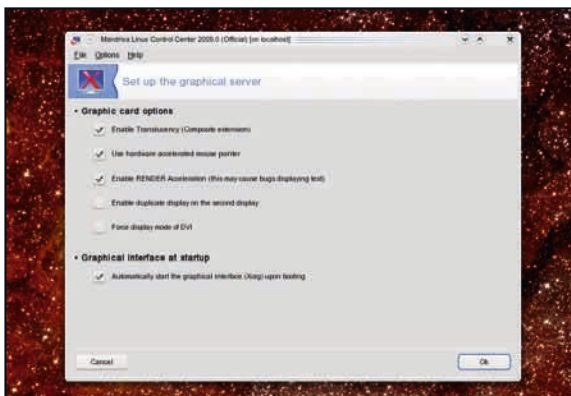 Mandriva Linux Control Center 2009.0 (Official) [on localhost]
File Options Help
Set up the graphical server
Graphic card options
Enable Translucency (Composite extension)
Use hardware accelerated mouse pointer
Enable RENDER Acceleration (this may cause bugs displaying text)
Enable duplicate display on the second display
Force display mode of DVI
Graphical interface at startup
Automatically start the graphical interface (Xorg) upon booting
Cancel
Ok